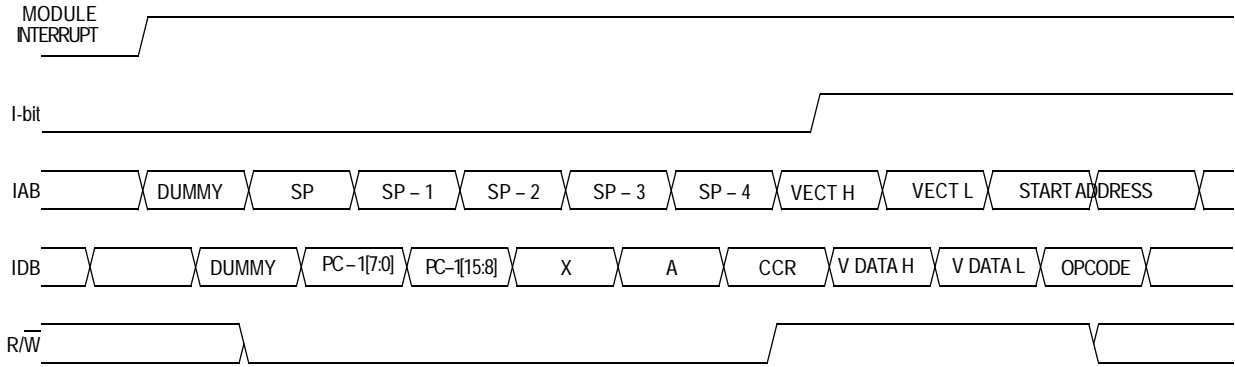 MODULE
INTERRUPT
I-bit
IAB DUMMY SP SP – 1 SP – 2 SP – 3 SP – 4 VECT H VECT L START ADDRESS
IDB DUMMY PC – 1[7:0] PC–1[15:8] X A CCR V DATA H V DATA L OPCODE
R/W